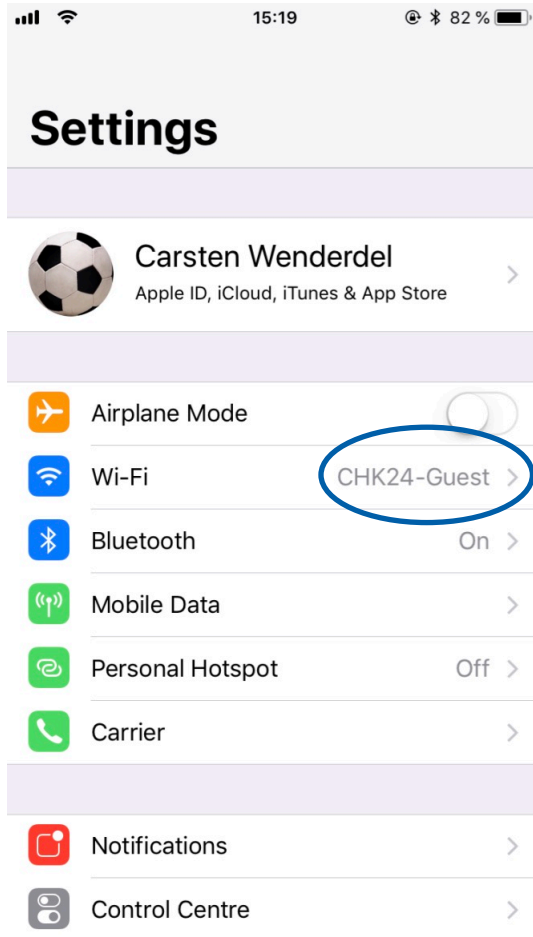 15:19 82 %
Settings
Carsten Wenderdel
Apple ID, iCloud, iTunes & App Store
Airplane Mode
Wi-Fi CHK24-Guest
Bluetooth On
Mobile Data
Personal Hotspot Off
Carrier
Notifications
Control Centre